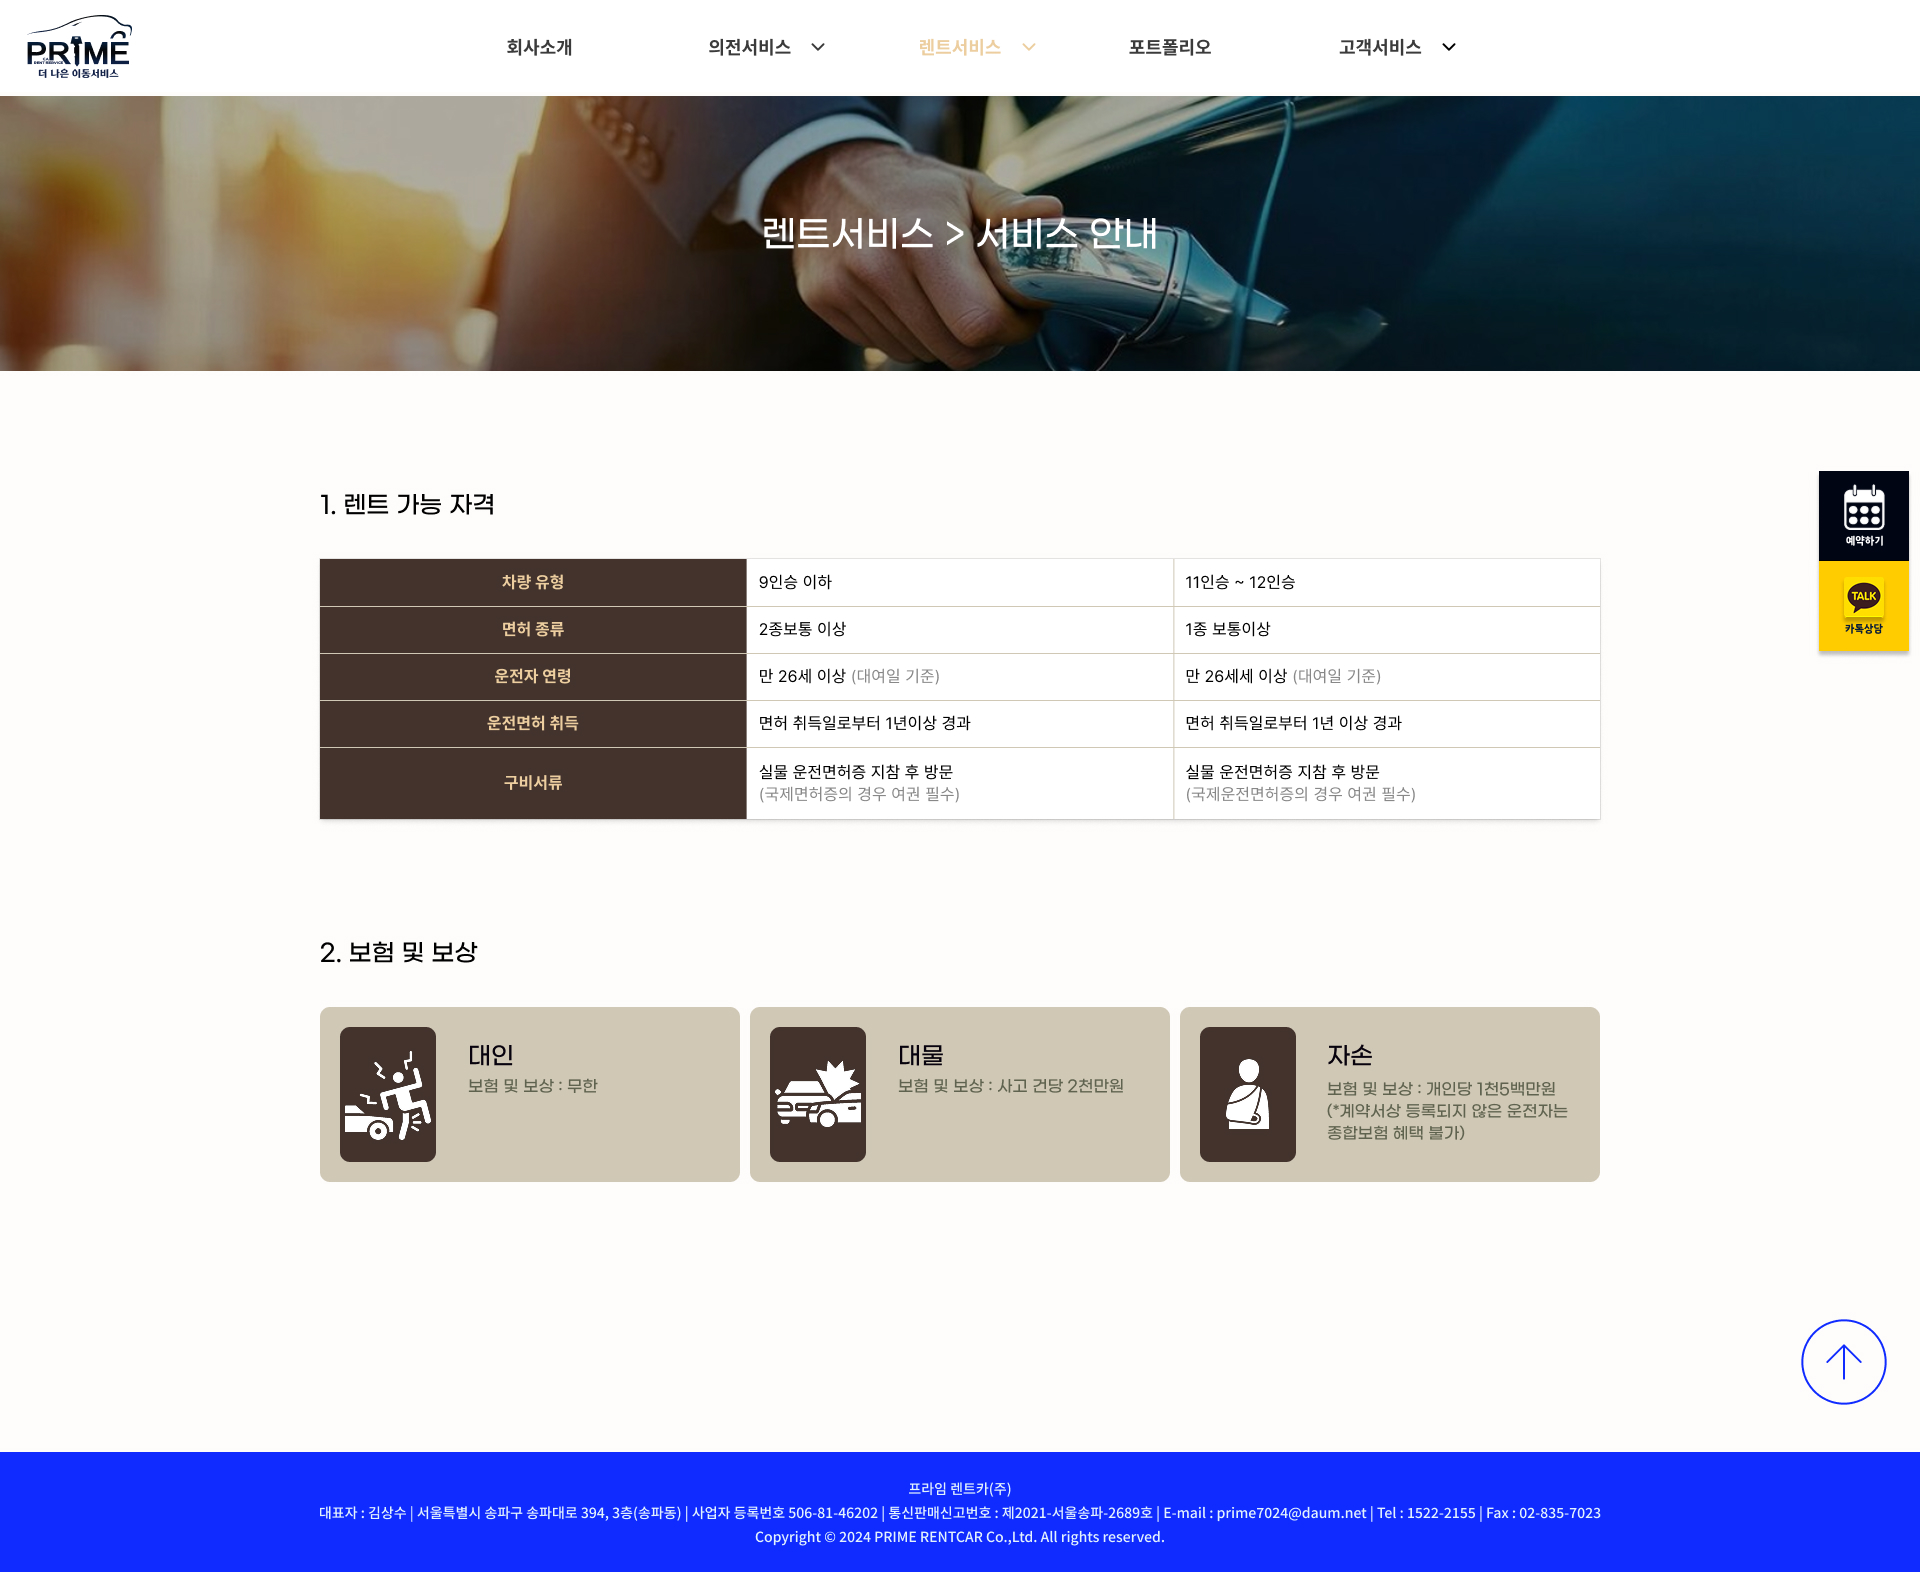 PRIME
더 나은 이동서비스
회사소개
의전서비스
렌트서비스
포트폴리오
고객서비스
렌트서비스 > 서비스 안내
예약하기
TALK
카톡상담
1. 렌트 가능 자격
차량 유형 9인승 이하 11인승 ~ 12인승
면허 종류 2종보통 이상 1종 보통이상
운전자 연령 만 26세 이상 (대여일 기준) 만 26세세 이상 (대여일 기준)
운전면허 취득 면허 취득일로부터 1년이상 경과 면허 취득일로부터 1년 이상 경과
구비서류 실물 운전면허증 지참 후 방문 실물 운전면허증 지참 후 방문
(국제면허증의 경우 여권 필수) (국제운전면허증의 경우 여권 필수)
2. 보험 및 보상
대인
보험 및 보상 : 무한
대물
보험 및 보상 : 사고 건당 2천만원
자손
보험 및 보상 : 개인당 1천5백만원
(*계약서상 등록되지 않은 운전자는
종합보험 혜택 불가)
프라임 렌트카(주)
대표자 : 김상수 | 서울특별시 송파구 송파대로 394, 3층(송파동) | 사업자 등록번호 506-81-46202 | 통신판매신고번호 : 제2021-서울송파-2689호 | E-mail : prime7024@daum.net | Tel : 1522-2155 | Fax : 02-835-7023
Copyright © 2024 PRIME RENTCAR Co.,Ltd. All rights reserved.